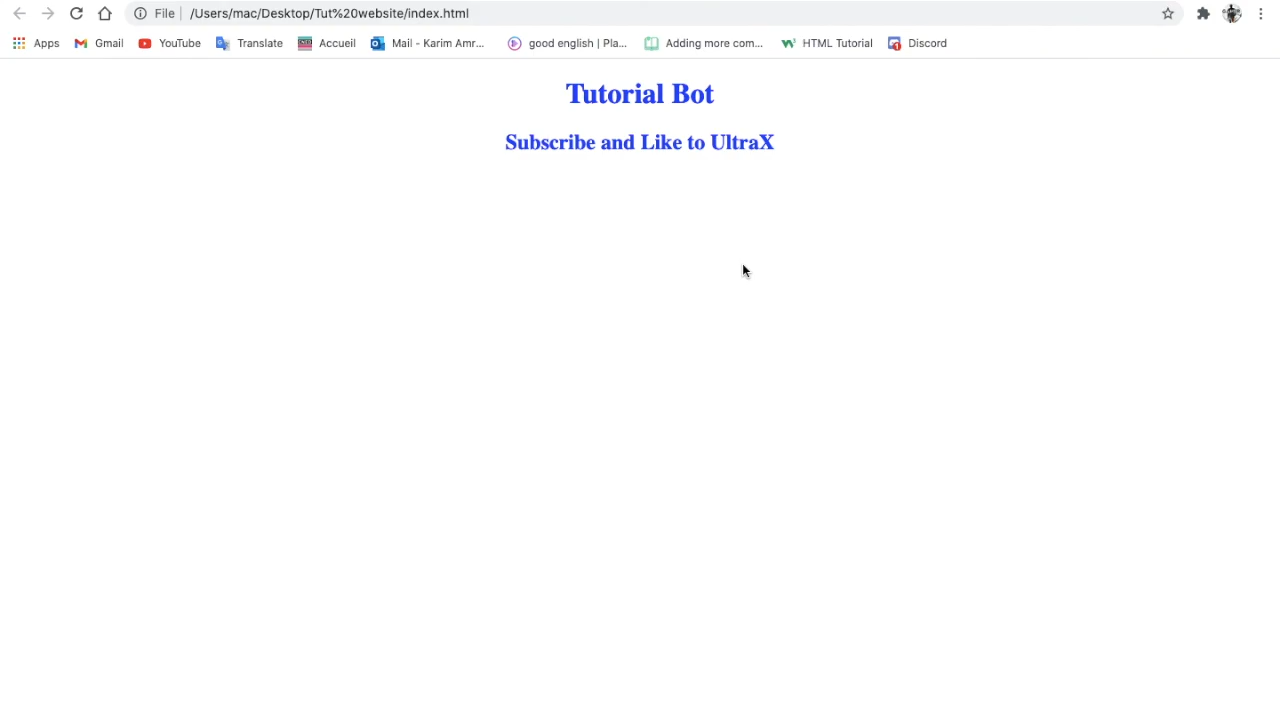 File /Users/mac/Desktop/Tut%20website/index.html
Apps Gmail YouTube Translate Accueil Mail - Karim Amr... good english | Pla... Adding more com... HTML Tutorial Discord
Tutorial Bot
Subscribe and Like to UltraX